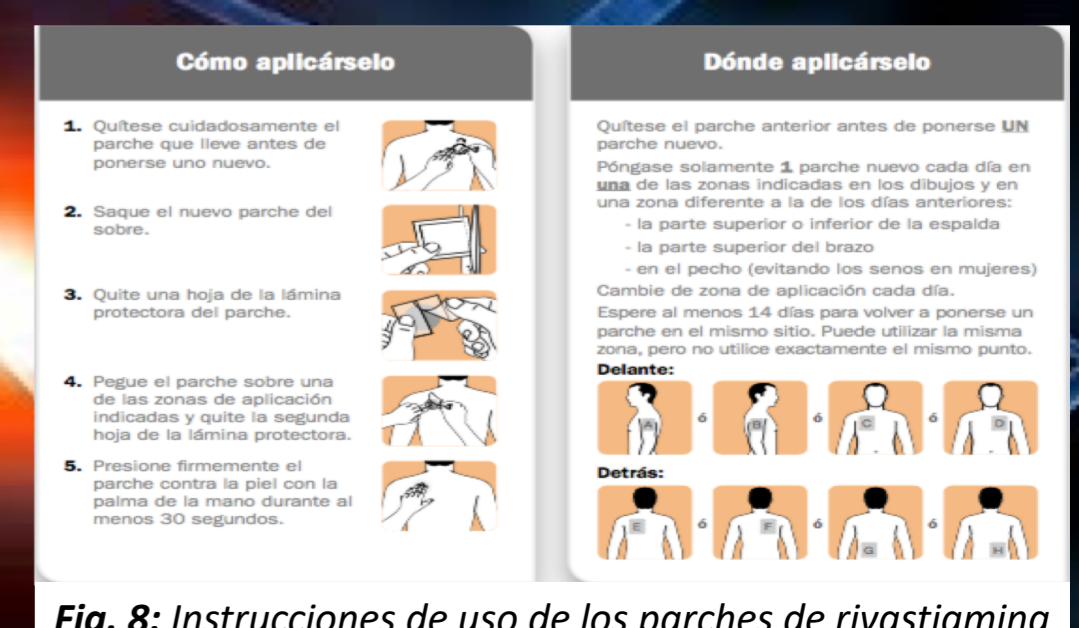 Cómo aplicárselo
1. Quítese cuidadosamente el
parche que lleve antes de
ponerse uno nuevo.
2. Saque el nuevo parche del
sobre.
3. Quite una hoja de la lámina
protectora del parche.
4. Pegue el parche sobre una
de las zonas de aplicación
indicadas y quite la segunda
hoja de la lámina protectora.
5. Presione firmemente el
parche contra la piel con la
palma de la mano durante al
menos 30 segundos.
Dónde aplicárselo
Quítese el parche anterior antes de ponerse UN
parche nuevo.
Póngase solamente 1 parche nuevo cada día en
una de las zonas indicadas en los dibujos y en
una zona diferente a la de los días anteriores:
- la parte superior o inferior de la espalda
- la parte superior del brazo
- en el pecho (evitando los senos en mujeres)
Cambie de zona de aplicación cada día.
Espere al menos 14 días para volver a ponerse un
parche en el mismo sitio. Puede utilizar la misma
zona, pero no utilice exactamente el mismo punto.
Delante:
A ó B ó C ó D
Detrás:
E ó F ó G ó H
Fig. 8: Instrucciones de uso de los parches de rivastigmina